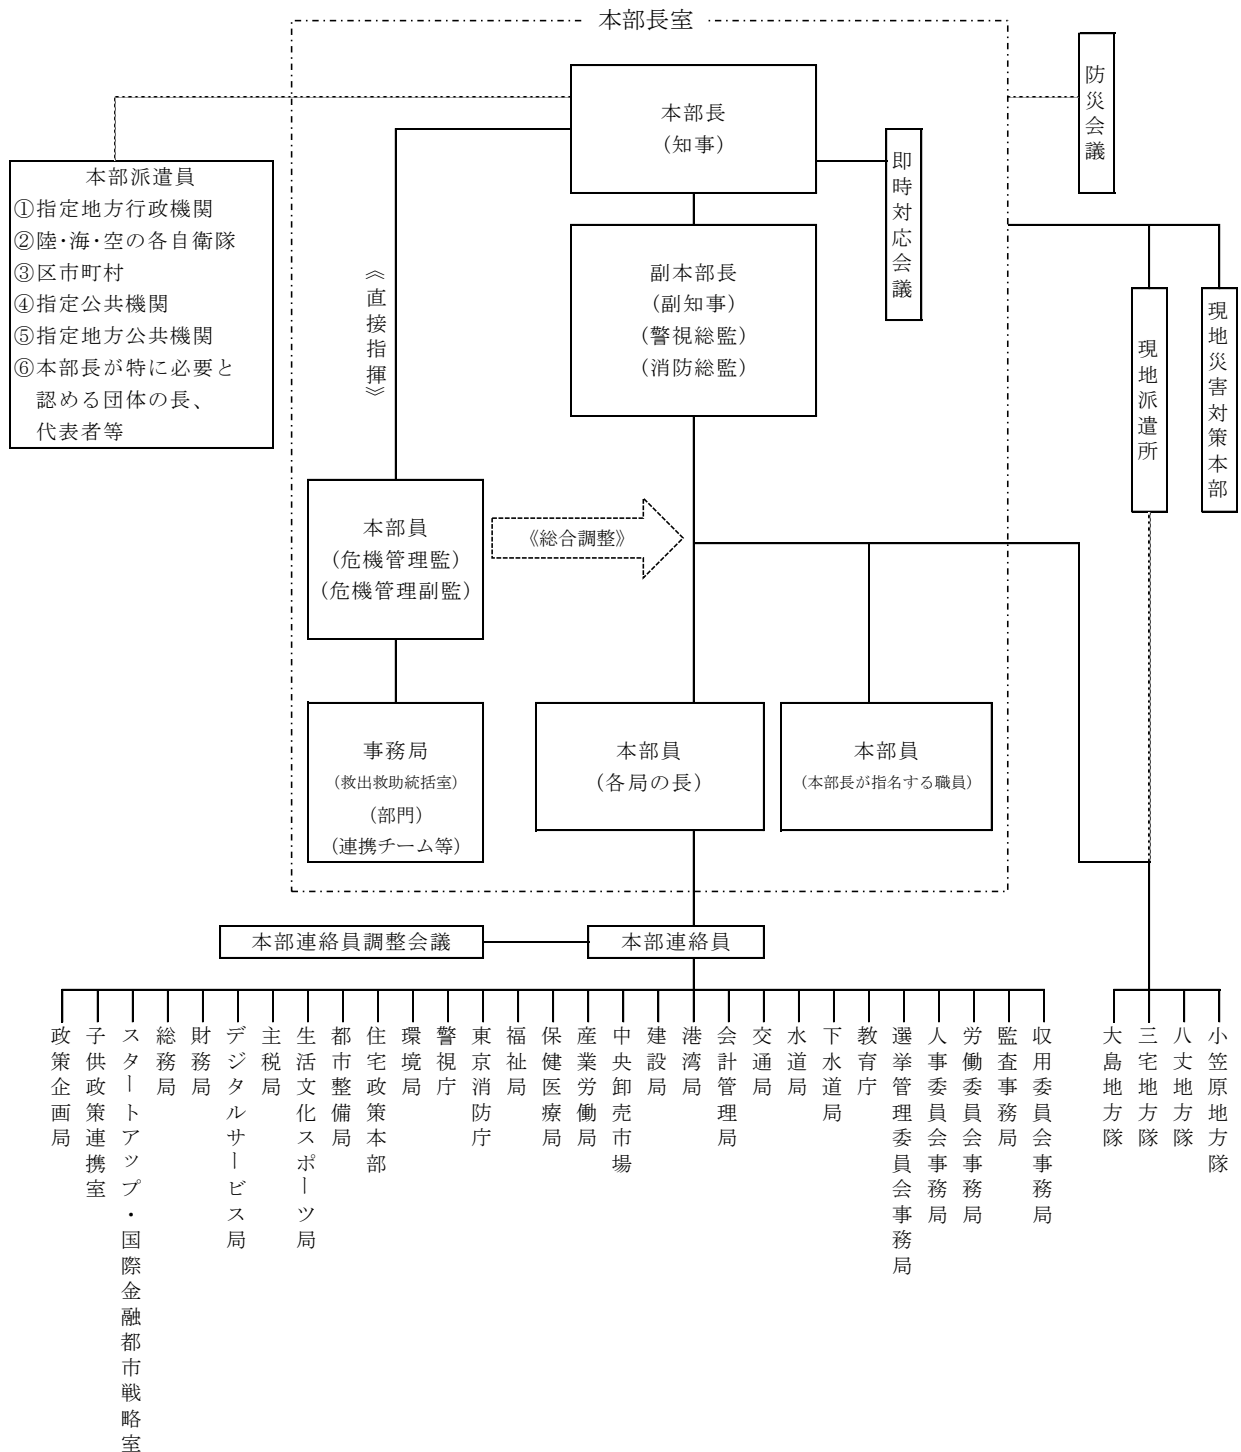 本部長室
本部長
（知事）
防災会議
即時対応会議
本部派遣員
①指定地方行政機関
②陸・海・空の各自衛隊
③区市町村
④指定公共機関
⑤指定地方公共機関
⑥本部長が特に必要と
認める団体の長、
代表者等
《直接指揮》
副本部長
（副知事）
（警視総監）
（消防総監）
現地派遣所
現地災害対策本部
本部員
（危機管理監）
（危機管理副監）
《総合調整》
事務局
（救出救助統括室）
（部門）
（連携チーム等）
本部員
（各局の長）
本部員
（本部長が指名する職員）
本部連絡員調整会議
本部連絡員
政策企画局
子供政策連携室
スタートアップ・国際金融都市戦略室
総務局
財務局
デジタルサービス局
主税局
生活文化スポーツ局
都市整備局
住宅政策本部
環境局
警視庁
東京消防庁
福祉局
保健医療局
産業労働局
中央卸売市場
建設局
港湾局
会計管理局
交通局
水道局
下水道局
教育庁
選挙管理委員会事務局
人事委員会事務局
労働委員会事務局
監査事務局
収用委員会事務局
大島地方隊
三宅地方隊
八丈地方隊
小笠原地方隊